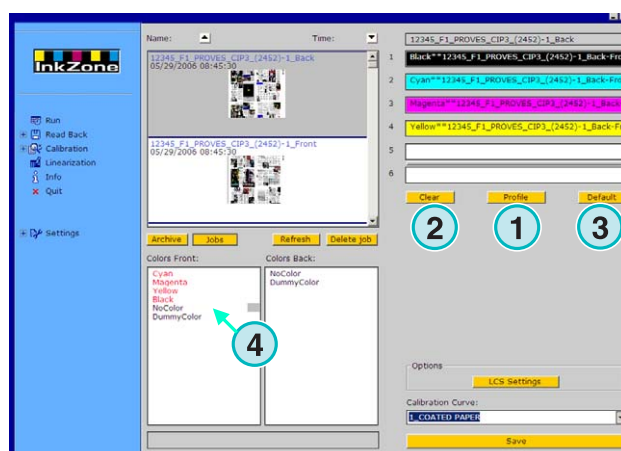 InkZone
Run
Read Back
Calibration
Linearization
Info
Quit
Settings
Name:
Time:
12345_F1_PROVES_CIP3_(2452)-1_Back
05/29/2006 08:45:30
12345_F1_PROVES_CIP3_(2452)-1_Front
05/29/2006 08:45:30
Archive
Jobs
Refresh
Delete job
Colors Front:
Cyan
Magenta
Yellow
Black
NoColor
DummyColor
4
Colors Back:
NoColor
DummyColor
12345_F1_PROVES_CIP3_(2452)-1_Back
1
Black**12345_F1_PROVES_CIP3_(2452)-1_Back-Fro
2
Cyan**12345_F1_PROVES_CIP3_(2452)-1_Back-Fr
3
Magenta**12345_F1_PROVES_CIP3_(2452)-1_Back
4
Yellow**12345_F1_PROVES_CIP3_(2452)-1_Back-F
5
6
Clear
Profile
Default
2
1
3
Options
LCS Settings
Calibration Curve:
1_COATED PAPER
Save